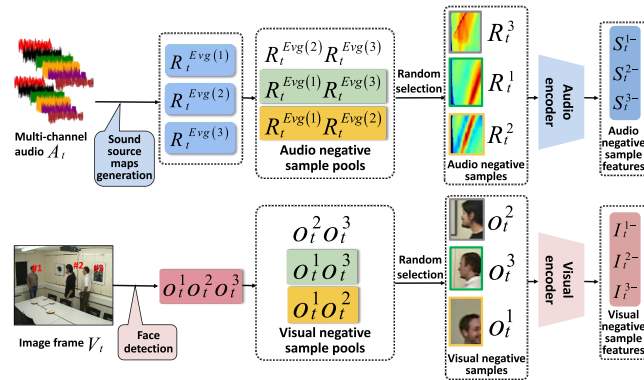 Multi-channel
audio A_t
Sound
source
maps
generation
R_t^{Evg(1)}
R_t^{Evg(2)}
R_t^{Evg(3)}
R_t^{Evg(2)} R_t^{Evg(3)}
R_t^{Evg(1)} R_t^{Evg(3)}
R_t^{Evg(1)} R_t^{Evg(2)}
Audio negative
sample pools
Random
selection
R_t^3
R_t^1
R_t^2
Audio negative
samples
Audio
encoder
S_t^{1-}
S_t^{2-}
S_t^{3-}
Audio
negative
sample
features
#1 #2 #3
Image frame V_t
Face
detection
o_t^1 o_t^2 o_t^3
o_t^2 o_t^3
o_t^1 o_t^3
o_t^1 o_t^2
Visual negative
sample pools
Random
selection
o_t^2
o_t^3
o_t^1
Visual negative
samples
Visual
encoder
I_t^{1-}
I_t^{2-}
I_t^{3-}
Visual
negative
sample
features